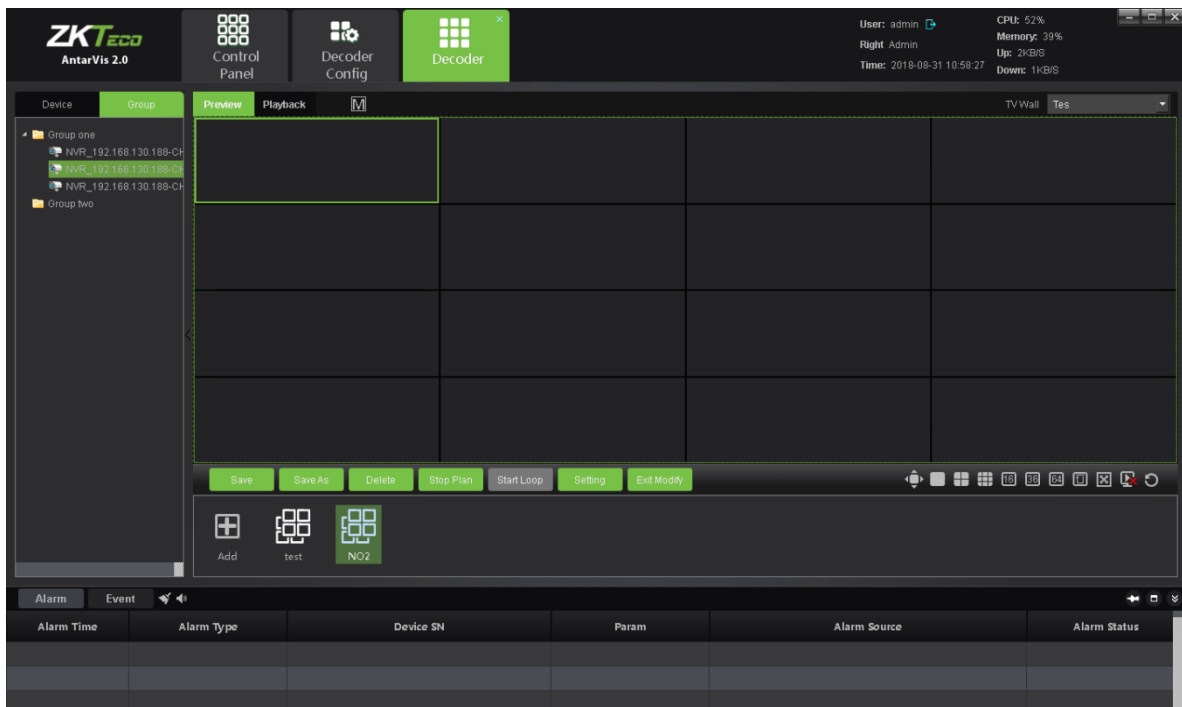 ZKTeco
AntarVis 2.0
Control
Panel
Decoder
Config
Decoder
User: admin
Right Admin
Time: 2018-08-31 10:58:27
CPU: 52%
Memory: 39%
Up: 2KB/S
Down: 1KB/S
Device Group
Preview Playback M
TV Wall Tes
Group one
NVR_192.168.130.188-CH
NVR_192.168.130.188-CH
NVR_192.168.130.188-CH
Group two
Save Save As Delete Stop Plan Start Loop Setting Exit Modify
16 36 64
Add test NO2
Alarm Event
Alarm Time Alarm Type Device SN Param Alarm Source Alarm Status